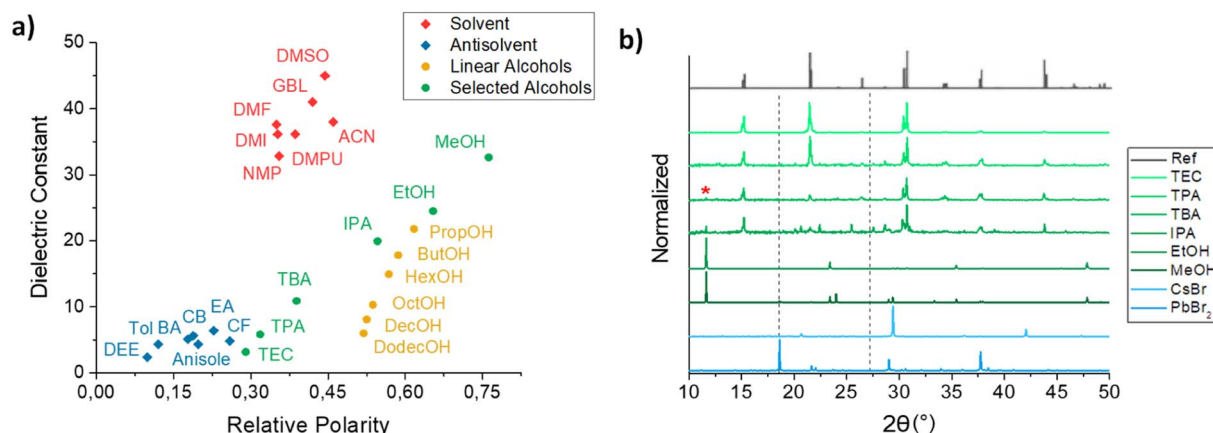 a)
Dielectric Constant
50
40
30
20
10
0
0,00
0,15
0,30
0,45
0,60
0,75
Relative Polarity
Solvent
Antisolvent
Linear Alcohols
Selected Alcohols
DMSO
GBL
DMF
ACN
DMI
DMPU
NMP
MeOH
EtOH
IPA
PropOH
ButOH
HexOH
TBA
OctOH
DecOH
DodecOH
TPA
TEC
EA
CB
CF
Tol BA
DEE
Anisole
b)
Normalized
*
10
15
20
25
30
35
40
45
50
2θ(°)
Ref
TEC
TPA
TBA
IPA
EtOH
MeOH
CsBr
PbBr₂